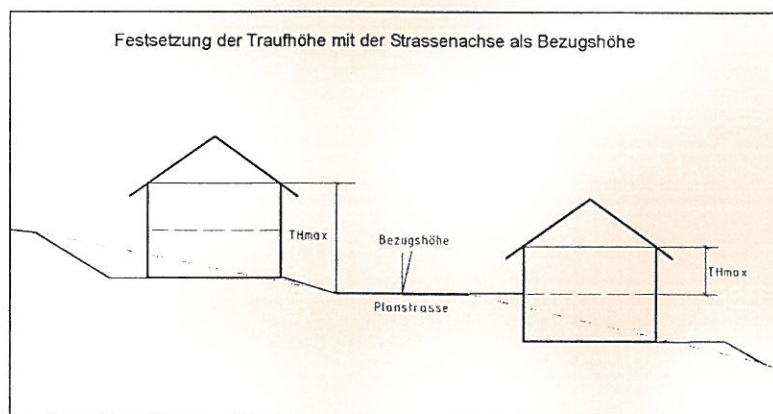 Festsetzung der Traufhöhe mit der Strassenachse als Bezugshöhe
THmax
Bezugshöhe
THmax
Planstrasse